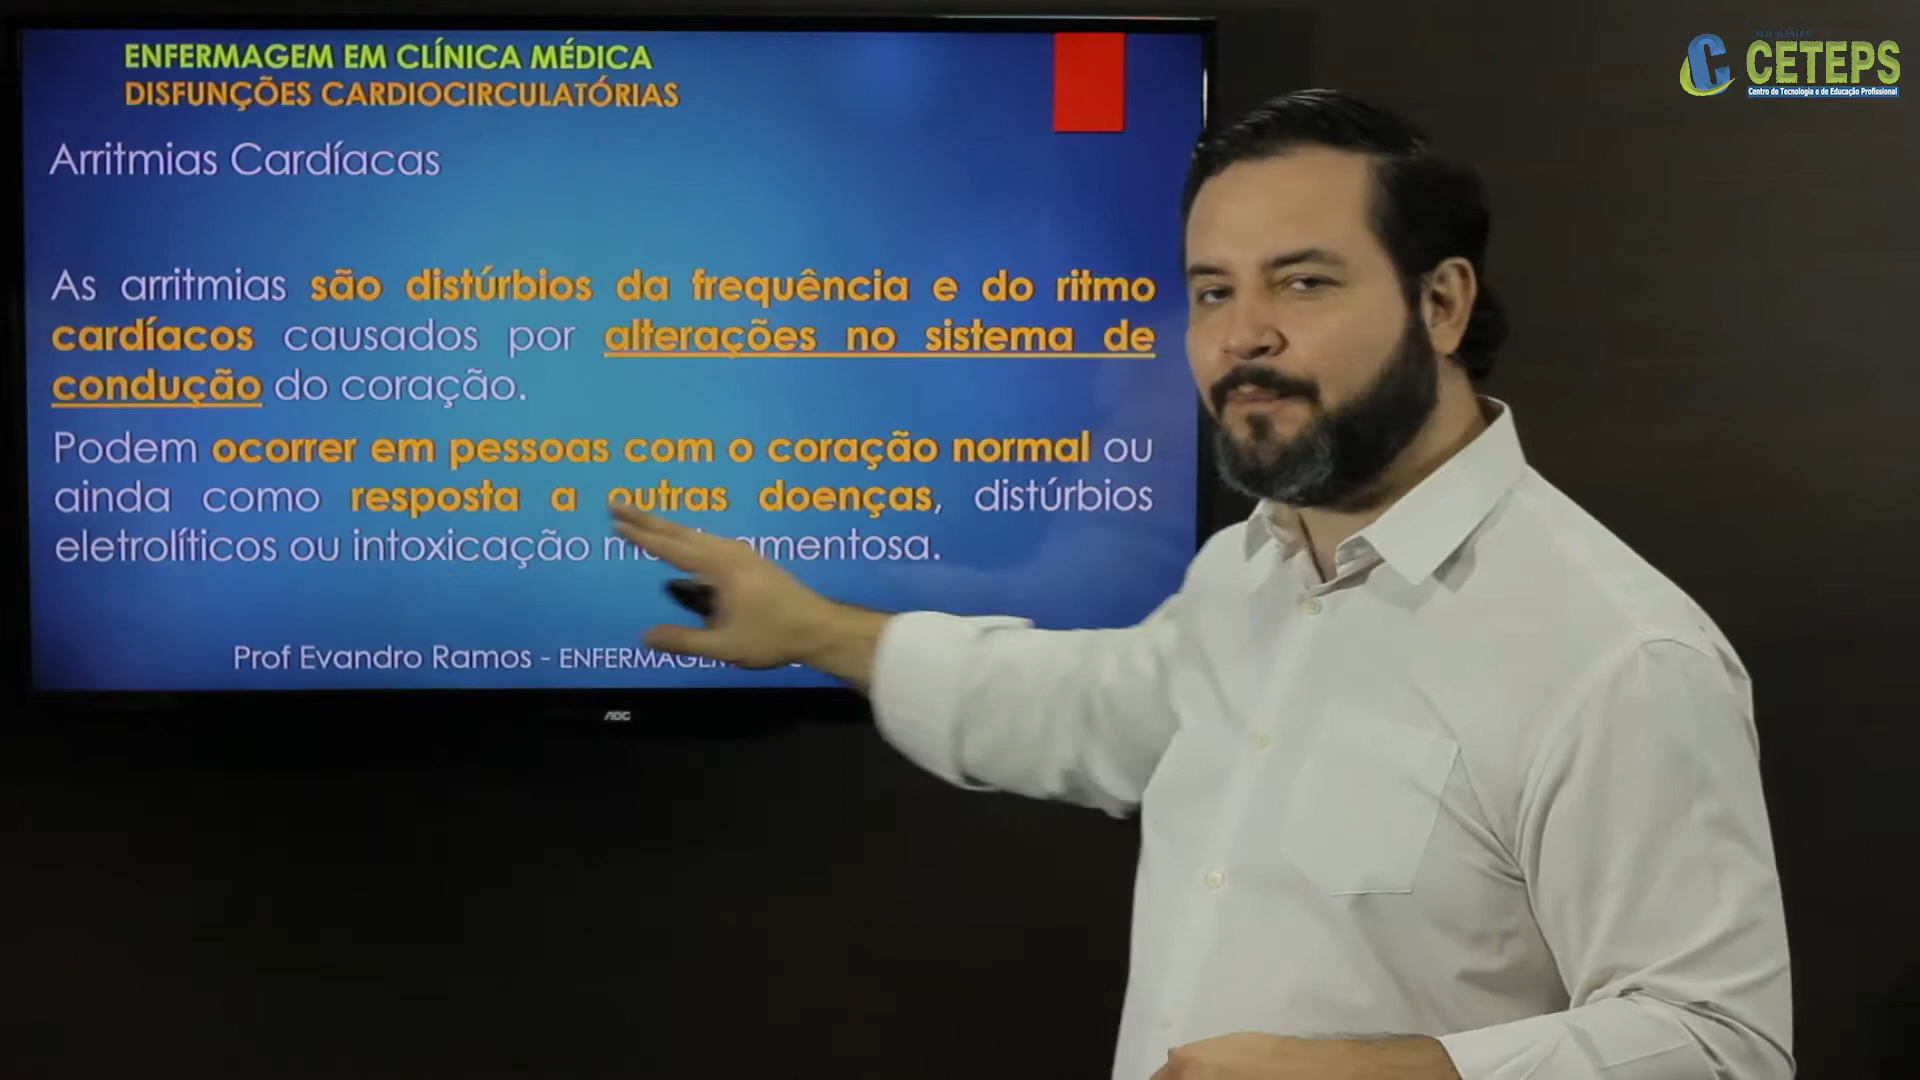 ENFERMAGEM EM CLÍNICA MÉDICA
DISFUNÇÕES CARDIOCIRCULATÓRIAS
Arritmias Cardíacas
As arritmias são distúrbios da frequência e do ritmo
cardíacos causados por alterações no sistema de
condução do coração.
Podem ocorrer em pessoas com o coração normal ou
ainda como resposta a outras doenças, distúrbios
eletrolíticos ou intoxicação
Prof Evandro Ramos -
AOC
CETEPS
Centro de Tecnologia e de Educação Profissional